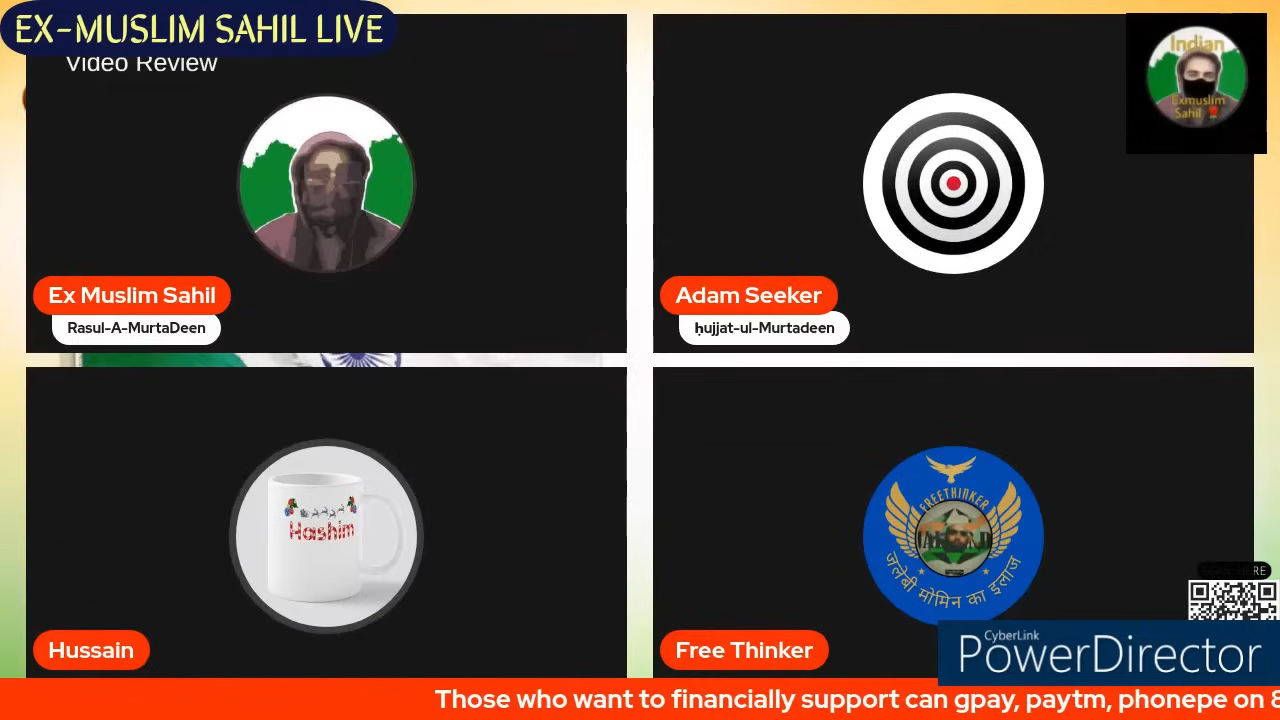 EX-MUSLIM SAHIL LIVE
Video Review
Indian
Exmuslim
Sahil
Ex Muslim Sahil
Rasul-A-MurtaDeen
Adam Seeker
ḥujjat-ul-Murtadeen
Hashim
Hussain
FREETHINKER
जलेबी मोमिन का इलाज
Free Thinker
RE
CyberLink
PowerDirector
Those who want to financially support can gpay, paytm, phonepe on 8